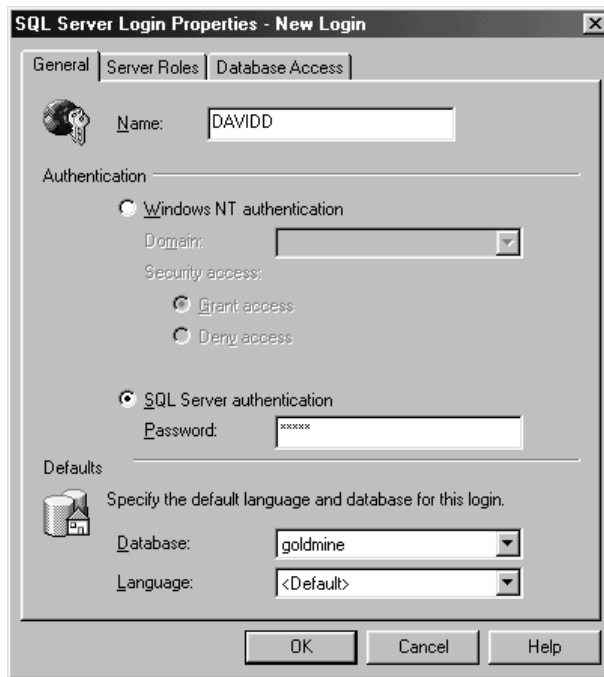 SQL Server Login Properties - New Login
General Server Roles Database Access
Name: DAVIDD
Authentication
Windows NT authentication
Domain:
Security access:
Grant access
Deny access
SQL Server authentication
Password: *****
Defaults
Specify the default language and database for this login.
Database: goldmine
Language: <Default>
OK Cancel Help